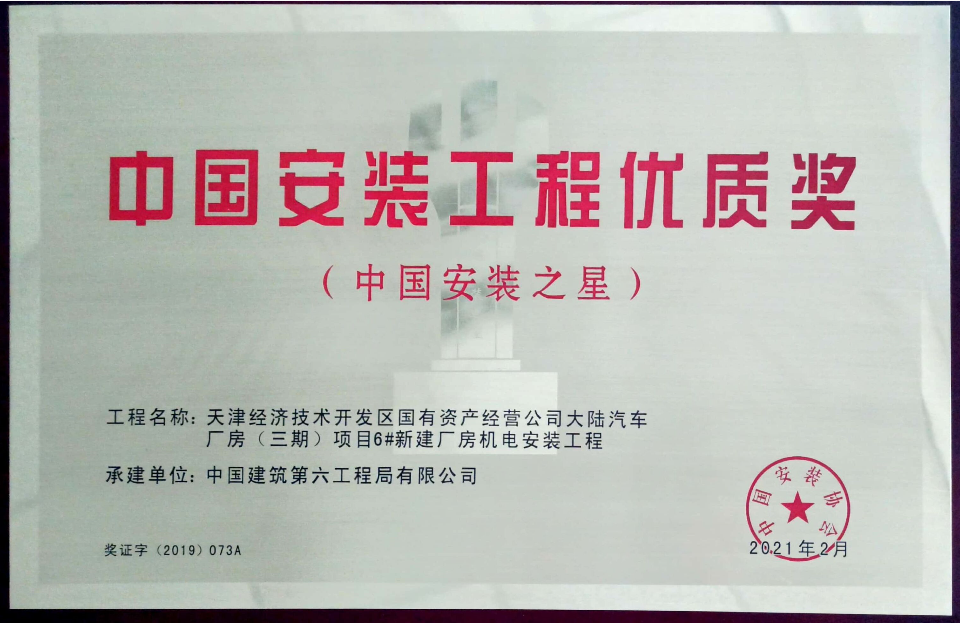 中国安装工程优质奖
（中国安装之星）
工程名称：天津经济技术开发区国有资产经营公司大陆汽车
厂房（三期）项目6#新建厂房机电安装工程
承建单位：中国建筑第六工程局有限公司
中国安装协会
奖证字（2019）073A
2021年2月